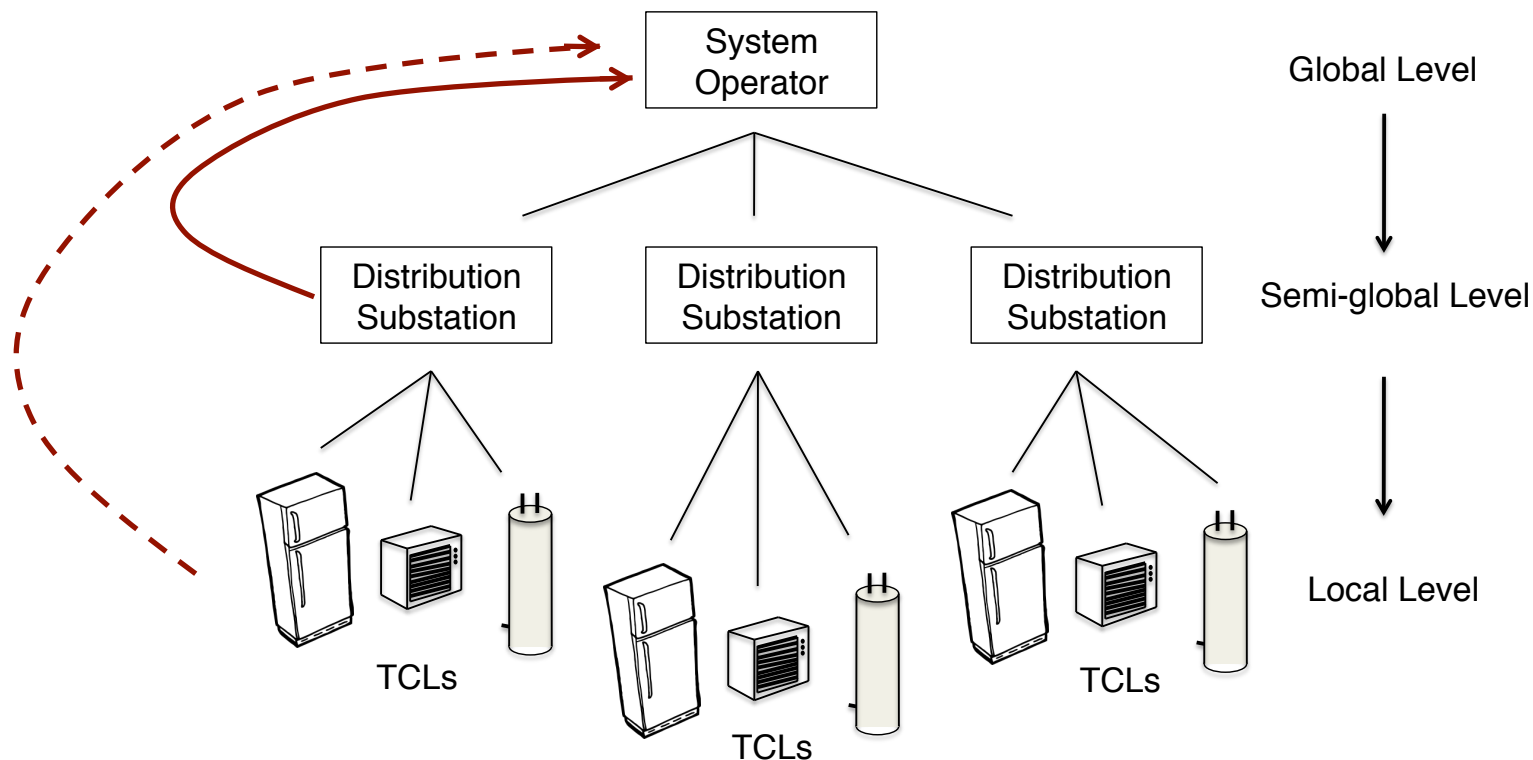 System
Operator
Global Level
Distribution
Substation
Distribution
Substation
Distribution
Substation
Semi-global Level
Local Level
TCLs
TCLs
TCLs